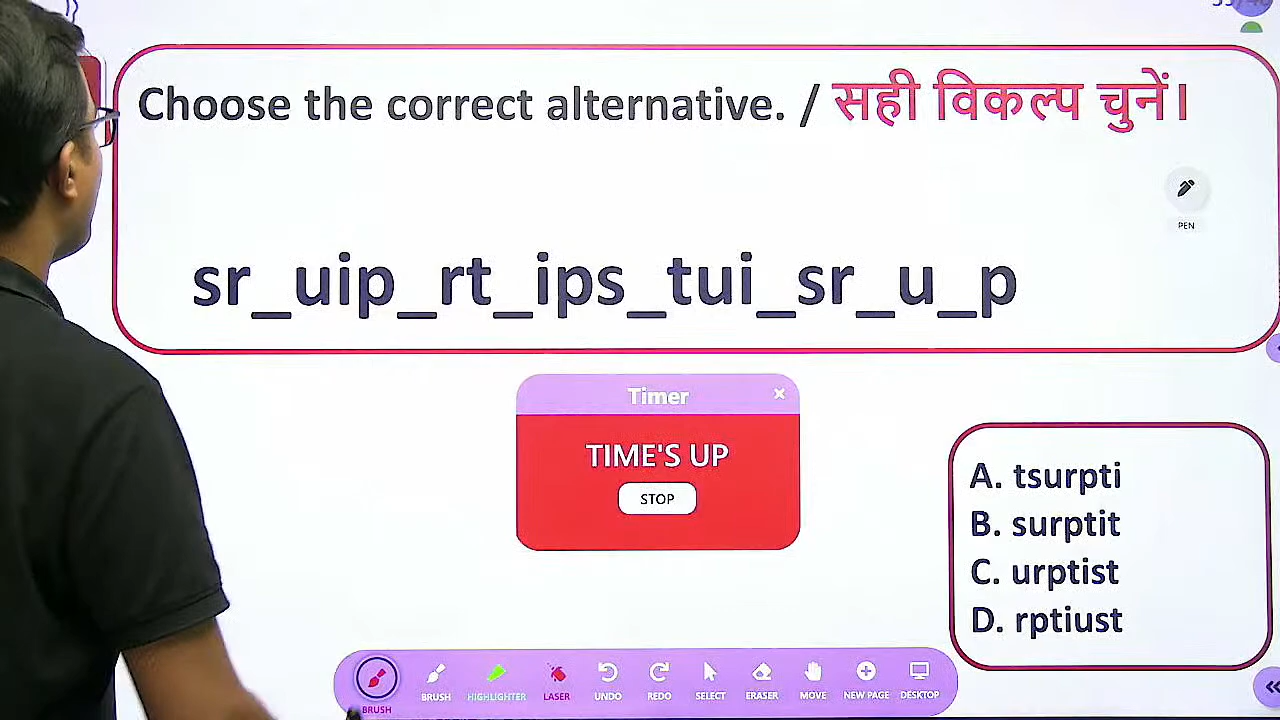 Choose the correct alternative. / सही विकल्प चुनें।
PEN
sr_uip_rt_ips_tui_sr_u_p
Timer
TIME'S UP
STOP
A. tsurpti
B. surptit
C. urptist
D. rptiust
BRUSH
BRUSH
HIGHLIGHTER
LASER
UNDO
REDO
SELECT
ERASER
MOVE
NEW PAGE
DESKTOP